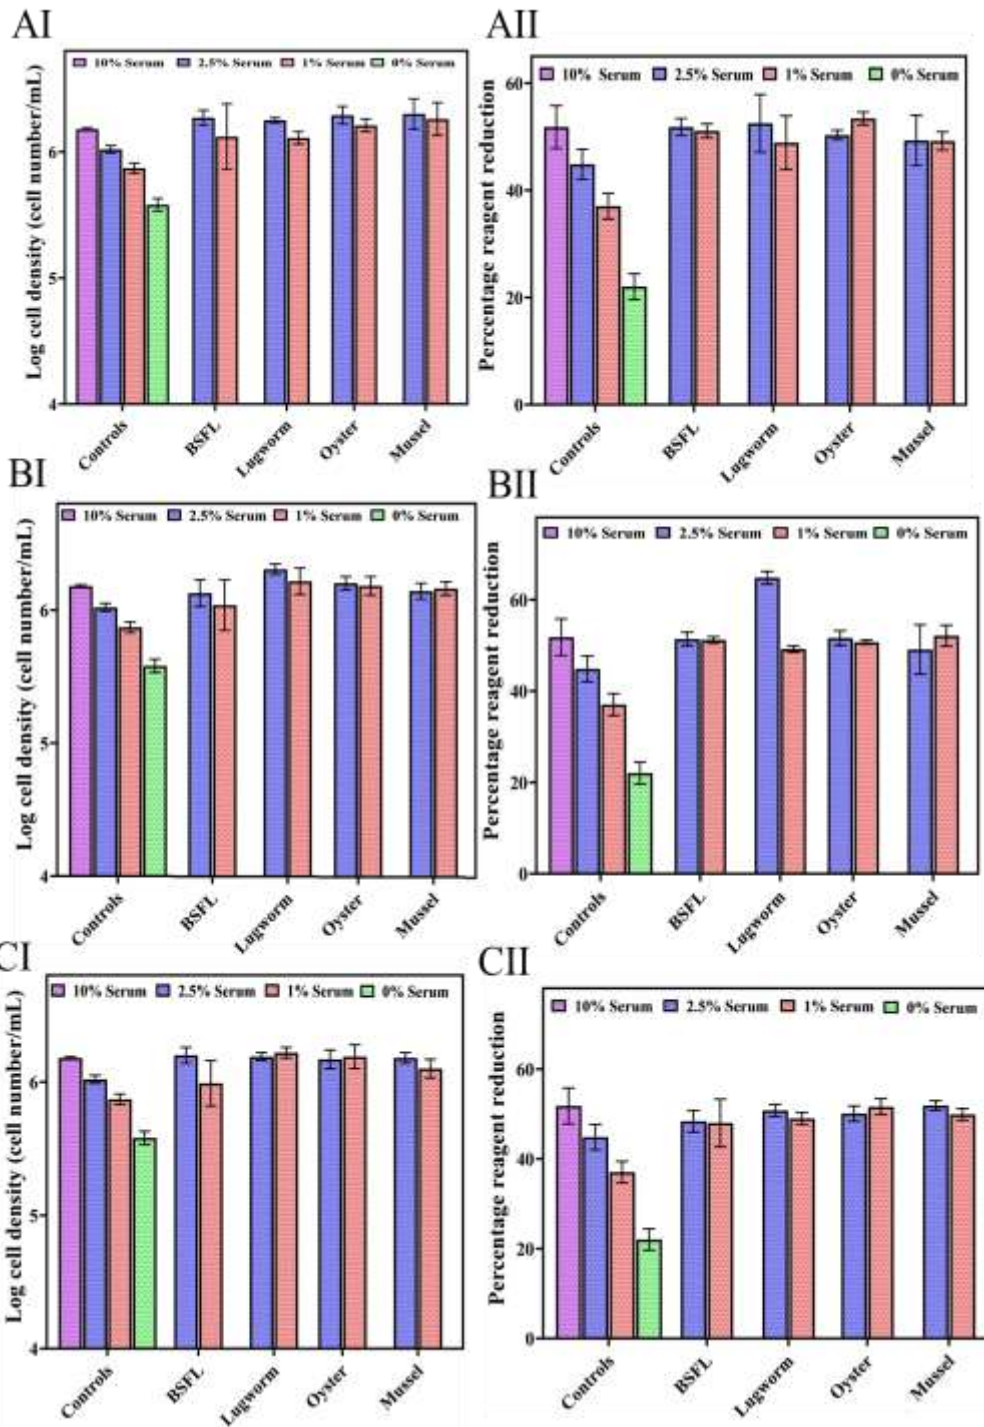 AI
10% Serum 2.5% Serum 1% Serum 0% Serum
Log cell density (cell number/mL)
6
5
4
Controls BSFL Lugworm Oyster Mussel
AII
10% Serum 2.5% Serum 1% Serum 0% Serum
Percentage reagent reduction
60
40
20
0
Controls BSFL Lugworm Oyster Mussel
BI
10% Serum 2.5% Serum 1% Serum 0% Serum
Log cell density (cell number/mL)
6
5
4
Controls BSFL Lugworm Oyster Mussel
BII
10% Serum 2.5% Serum 1% Serum 0% Serum
Percentage reagent reduction
60
40
20
0
Controls BSFL Lugworm Oyster Mussel
CI
10% Serum 2.5% Serum 1% Serum 0% Serum
Log cell density (cell number/mL)
6
5
4
Controls BSFL Lugworm Oyster Mussel
CII
10% Serum 2.5% Serum 1% Serum 0% Serum
Percentage reagent reduction
60
40
20
0
Controls BSFL Lugworm Oyster Mussel